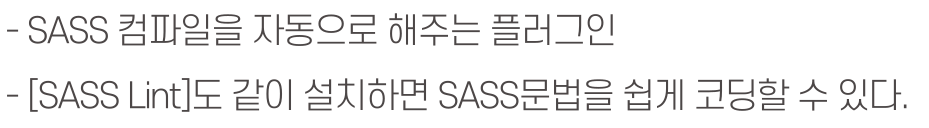 - SASS 컴파일을 자동으로 해주는 플러그인
- [SASS Lint]도 같이 설치하면 SASS문법을 쉽게 코딩할 수 있다.